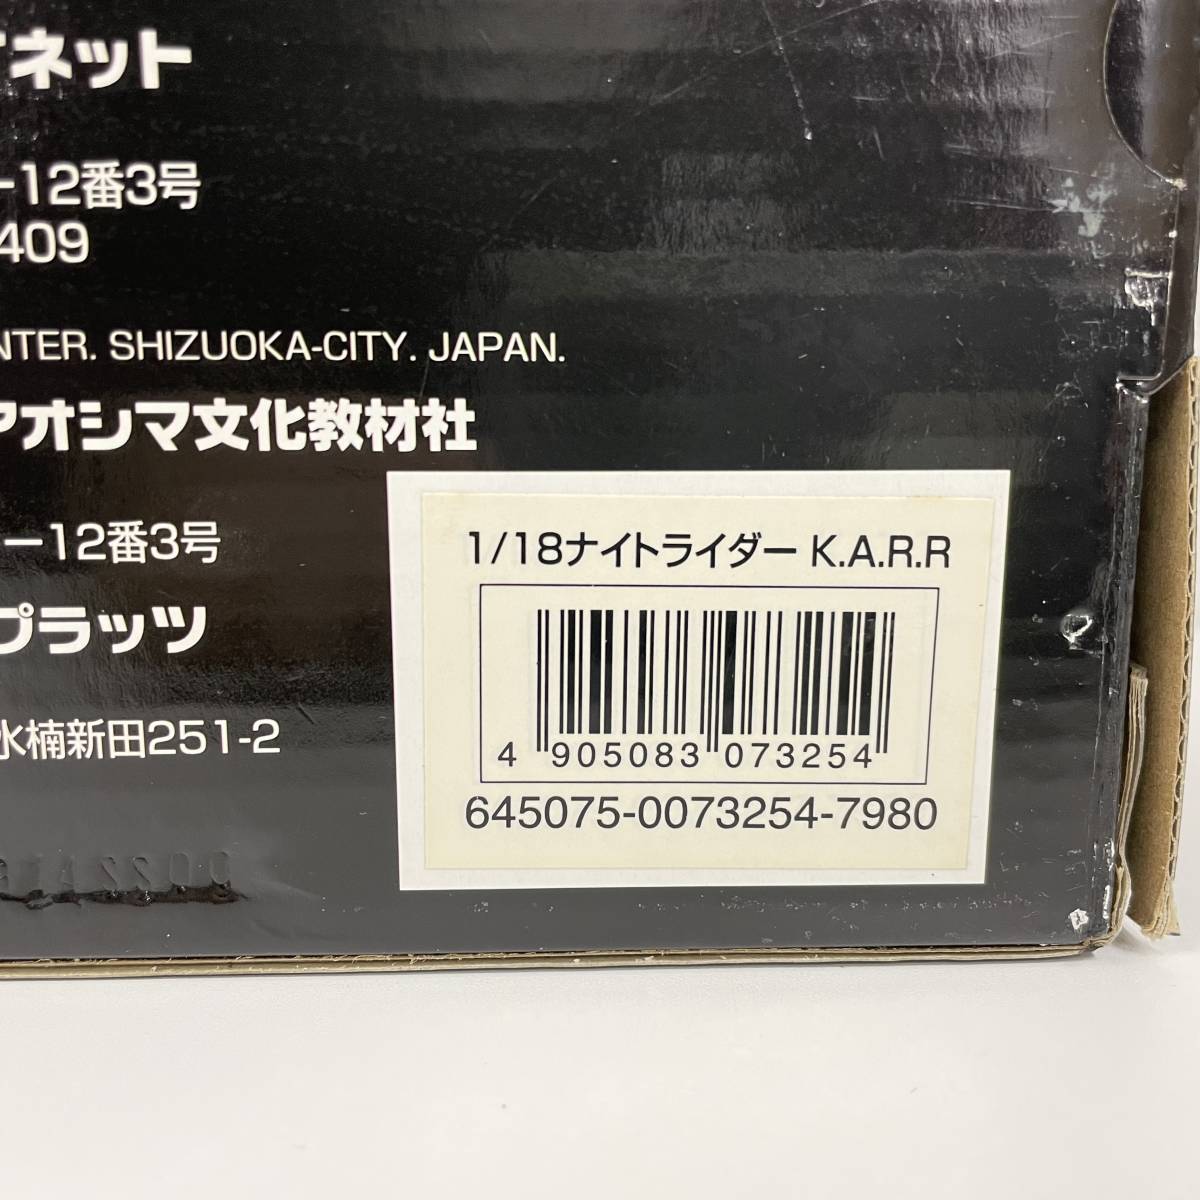 ネット
-12番3号
409
NTER. SHIZUOKA-CITY. JAPAN.
アオシマ文化教材社
ー12番3号
プラッツ
水楠新田251-2
1/18ナイトライダー K.A.R.R
4 905083 073254
645075-0073254-7980